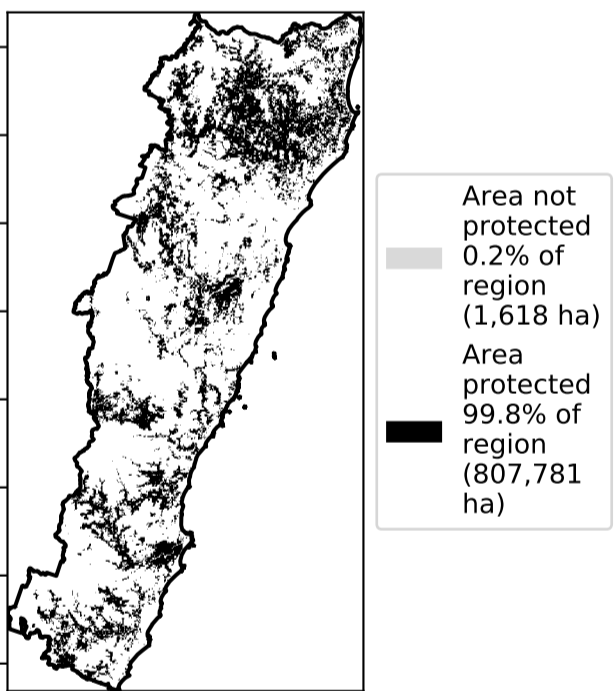 Area not
protected
0.2% of
region
(1,618 ha)
Area
protected
99.8% of
region
(807,781
ha)